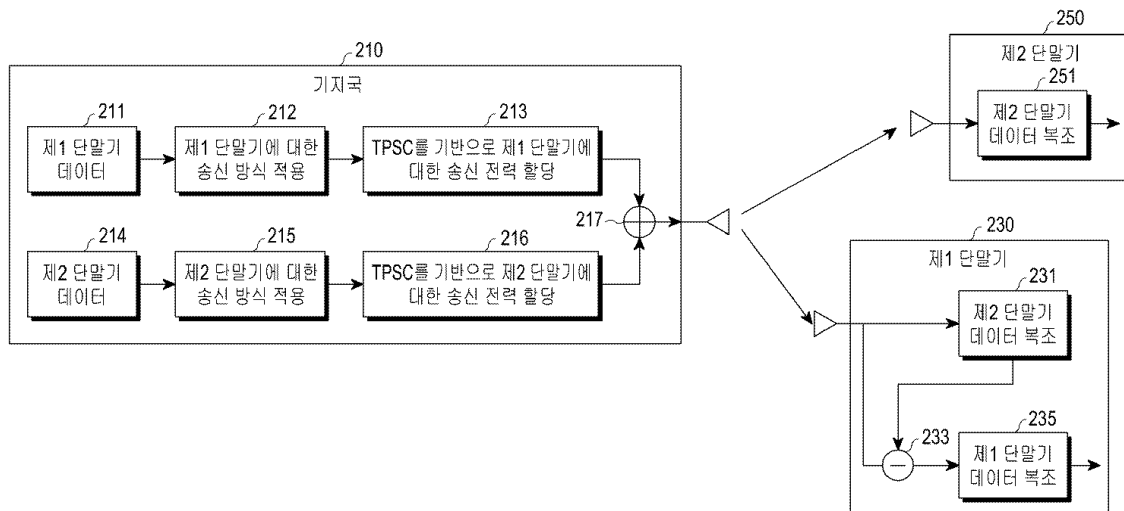 210
기지국
211
제1 단말기
데이터
212
제1 단말기에 대한
송신 방식 적용
213
TPSC를 기반으로 제1 단말기에
대한 송신 전력 할당
214
제2 단말기
데이터
215
제2 단말기에 대한
송신 방식 적용
216
TPSC를 기반으로 제2 단말기에
대한 송신 전력 할당
217
250
제2 단말기
251
제2 단말기
데이터 복조
230
제1 단말기
231
제2 단말기
데이터 복조
233
235
제1 단말기
데이터 복조